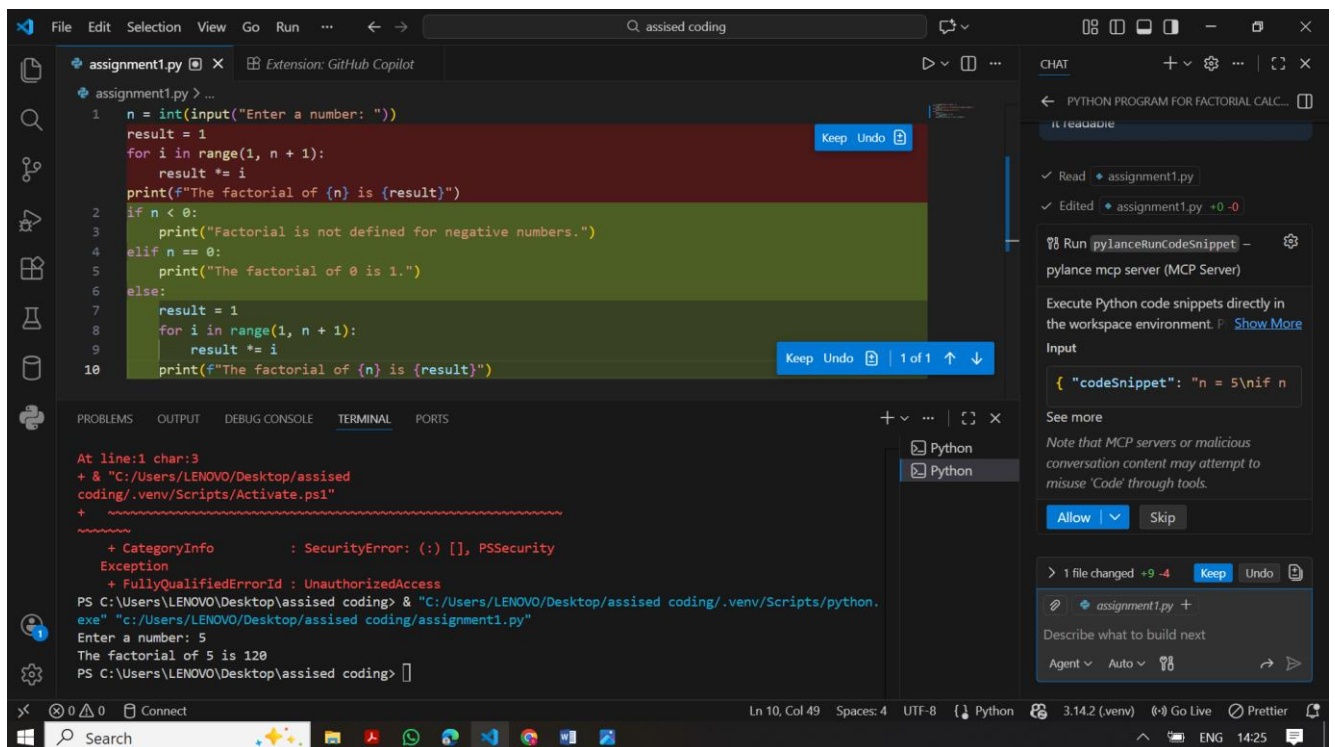 File Edit Selection View Go Run ··· ← → assised coding
assignment1.py Extension: GitHub Copilot
assignment1.py > ...
1 n = int(input("Enter a number: "))
result = 1
for i in range(1, n + 1):
result *= i
print(f"The factorial of {n} is {result}")
Keep Undo
2 if n < 0:
3 print("Factorial is not defined for negative numbers.")
4 elif n == 0:
5 print("The factorial of 0 is 1.")
6 else:
7 result = 1
8 for i in range(1, n + 1):
9 result *= i
10 print(f"The factorial of {n} is {result}")
Keep Undo 1 of 1 ↑ ↓
PROBLEMS OUTPUT DEBUG CONSOLE TERMINAL PORTS
Python
Python
At line:1 char:3
+ & "C:/Users/LENOVO/Desktop/assised
coding/.venv/Scripts/Activate.ps1"
+ ~~~~~~~~~~~~~~~~~~~~~~~~~~~~~~~~~~~~~~~~~~~~~~~~~~~~~~~~~~
~~~~~~~
+ CategoryInfo : SecurityError: (:) [], PSSecurity
Exception
+ FullyQualifiedErrorId : UnauthorizedAccess
PS C:\Users\LENOVO\Desktop\assised coding> & "C:/Users/LENOVO/Desktop/assised coding/.venv/Scripts/python.
exe" "c:/Users/LENOVO/Desktop/assised coding/assignment1.py"
Enter a number: 5
The factorial of 5 is 120
PS C:\Users\LENOVO\Desktop\assised coding>
CHAT
← PYTHON PROGRAM FOR FACTORIAL CALC...
it readable
✓ Read assignment1.py
✓ Edited assignment1.py +0 -0
Run pylanceRunCodeSnippet –
pylance mcp server (MCP Server)
Execute Python code snippets directly in
the workspace environment. P Show More
Input
{ "codeSnippet": "n = 5\nif n
See more
Note that MCP servers or malicious
conversation content may attempt to
misuse 'Code' through tools.
Allow Skip
> 1 file changed +9 -4 Keep Undo
assignment1.py +
Describe what to build next
Agent Auto
0 0 Connect Ln 10, Col 49 Spaces: 4 UTF-8 Python 3.14.2 (.venv) Go Live Prettier
1
Search ENG 14:25